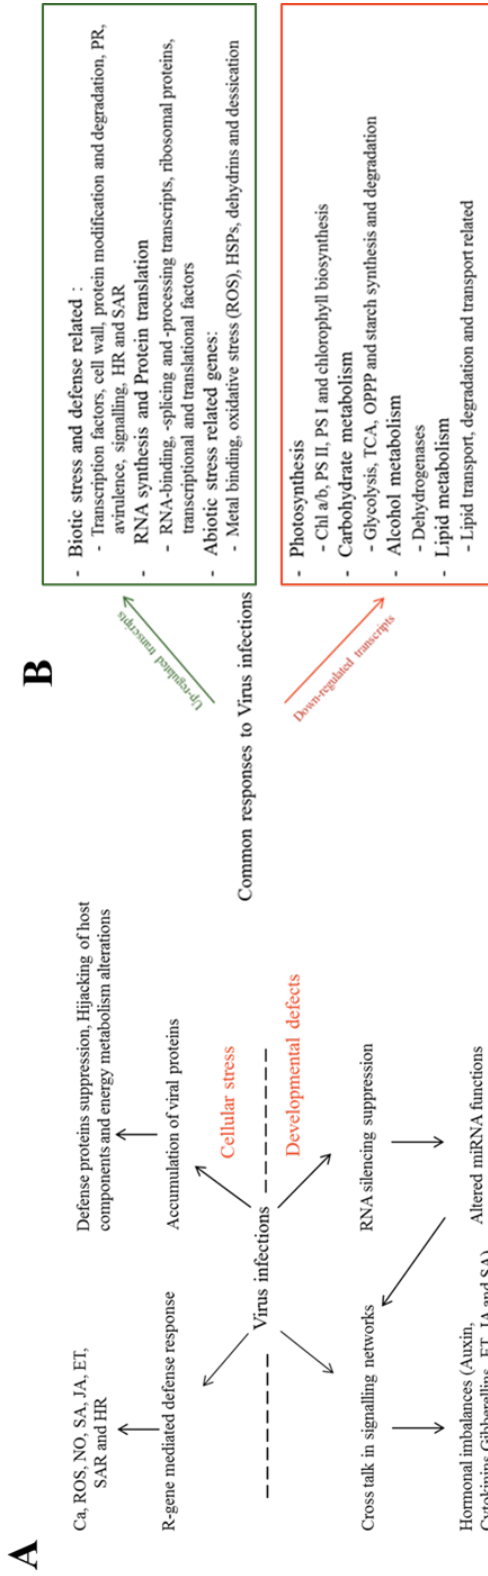 A
Ca, ROS, NO, SA, JA, ET,
SAR and HR
Defense proteins suppression, Hijacking of host
components and energy metabolism alterations
R-gene mediated defense response
Accumulation of viral proteins
Cellular stress
Virus infections
Developmental defects
Cross talk in signalling networks
RNA silencing suppression
Hormonal imbalances (Auxin,
Cytokinins Gibberellins, ET, JA and SA)
Altered miRNA functions
B
Common responses to Virus infections
Up-regulated transcripts
- Biotic stress and defense related :
- Transcription factors, cell wall, protein modification and degradation, PR,
avirulence, signalling, HR and SAR
- RNA synthesis and Protein translation
- RNA-binding, -splicing and -processing transcripts, ribosomal proteins,
transcriptional and translational factors
- Abiotic stress related genes:
- Metal binding, oxidative stress (ROS), HSPs, dehydrins and dessication
Down-regulated transcripts
- Photosynthesis
- Chl a/b, PS II, PS I and chlorophyll biosynthesis
- Carbohydrate metabolism
- Glycolysis, TCA, OPPP and starch synthesis and degradation
- Alcohol metabolism
- Dehydrogenases
- Lipid metabolism
- Lipid transport, degradation and transport related